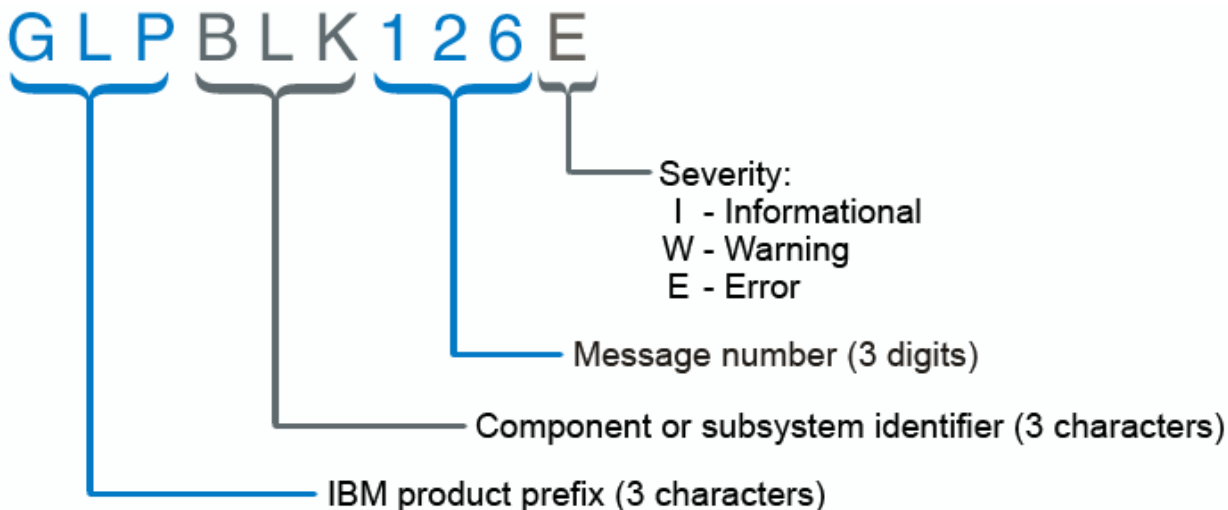 GLPBLK126E
Severity:
I - Informational
W - Warning
E - Error
Message number (3 digits)
Component or subsystem identifier (3 characters)
IBM product prefix (3 characters)